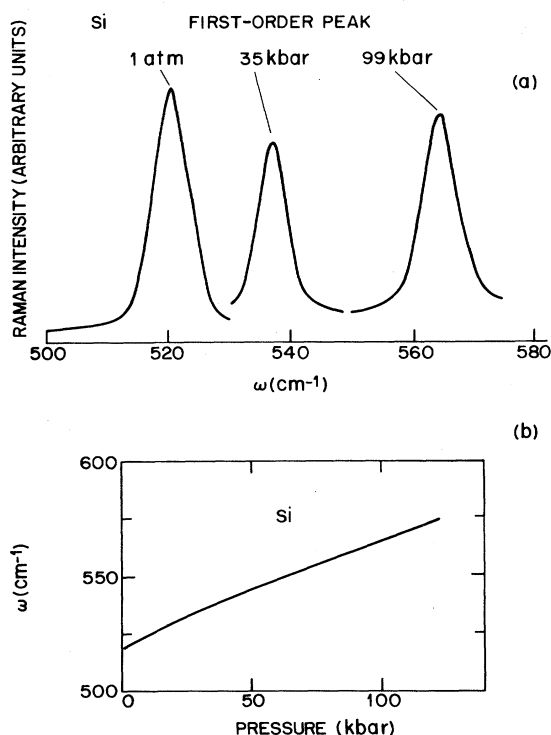 Si FIRST-ORDER PEAK
1 atm 35 kbar 99 kbar
(a)
RAMAN INTENSITY (ARBITRARY UNITS)
500 520 540 560 580
ω(cm-1)
(b)
600
Si
550
500
ω(cm-1)
0 50 100
PRESSURE (kbar)